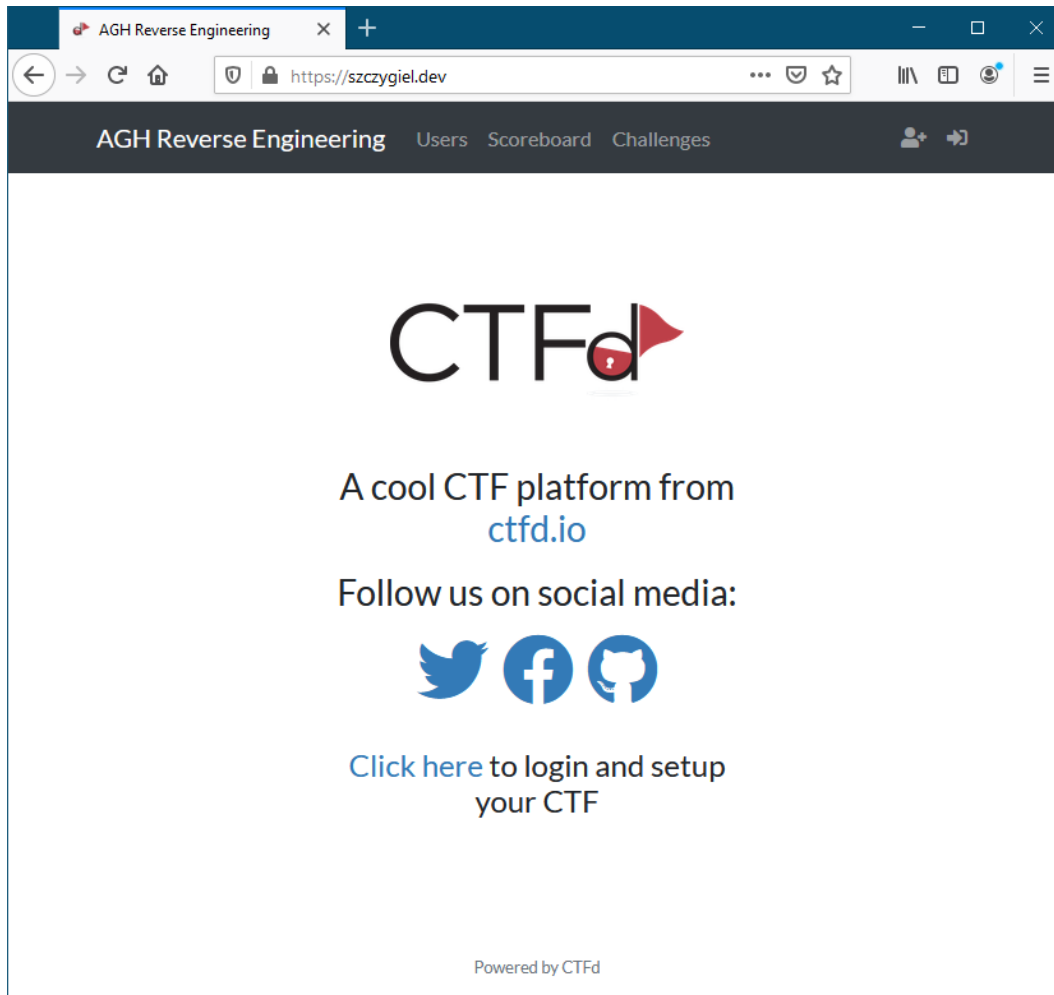 AGH Reverse Engineering
https://szczygiel.dev
AGH Reverse Engineering Users Scoreboard Challenges
CTFd
A cool CTF platform from
ctfd.io
Follow us on social media:
Click here to login and setup
your CTF
Powered by CTFd